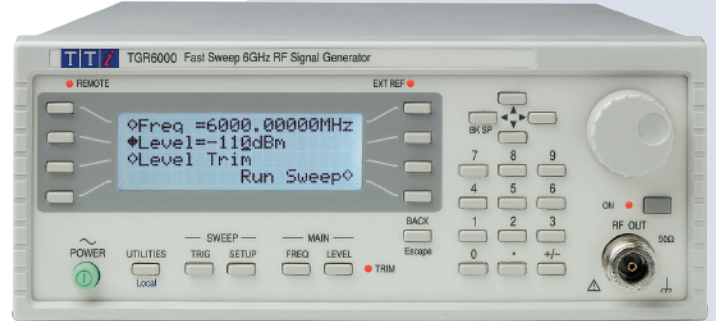 TTi TGR6000 Fast Sweep 6GHz RF Signal Generator
REMOTE EXT REF
◇Freq =6000.00000MHz
◆Level=-110dBm
◇Level Trim
Run Sweep◇
BK SP
7 8 9
4 5 6
1 2 3
0 . +/−
ON
RF OUT
50Ω
BACK
Escape
SWEEP MAIN
POWER UTILITIES TRIG SETUP FREQ LEVEL
Local
TRIM